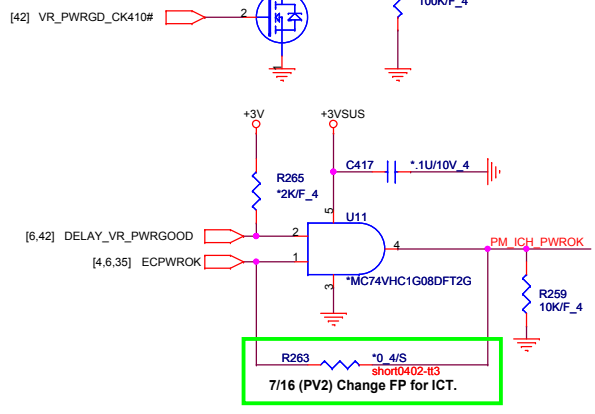 100K/F_4
[42] VR_PWRGD_CK410#
2
1
+3V
+3VSUS
C417
*.1U/10V_4
R265
*2K/F_4
5
U11
[6,42] DELAY_VR_PWRGOOD
2
4
PM_ICH_PWROK
[4,6,35] ECPWROK
1
*MC74VHC1G08DFT2G
3
R259
10K/F_4
R263
*0_4/S
short0402-tt3
7/16 (PV2) Change FP for ICT.